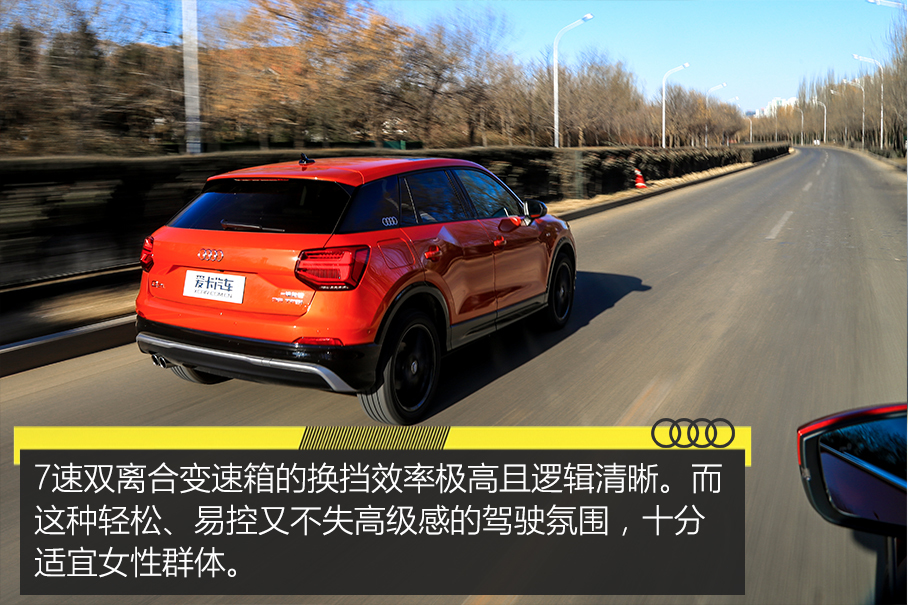 爱卡汽车
7速双离合变速箱的换挡效率极高且逻辑清晰。而
这种轻松、易控又不失高级感的驾驶氛围，十分
适宜女性群体。